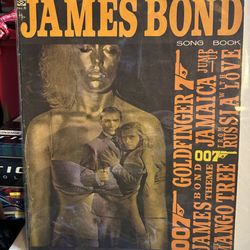 JAMES BOND
SONG BOOK
GOLDFINGER
007
JAMAICA
JUMP
UP
FROM
RUSSIA
WITH
LOVE
007
JAMES
BOND
THEME
007
TANGO
TREE